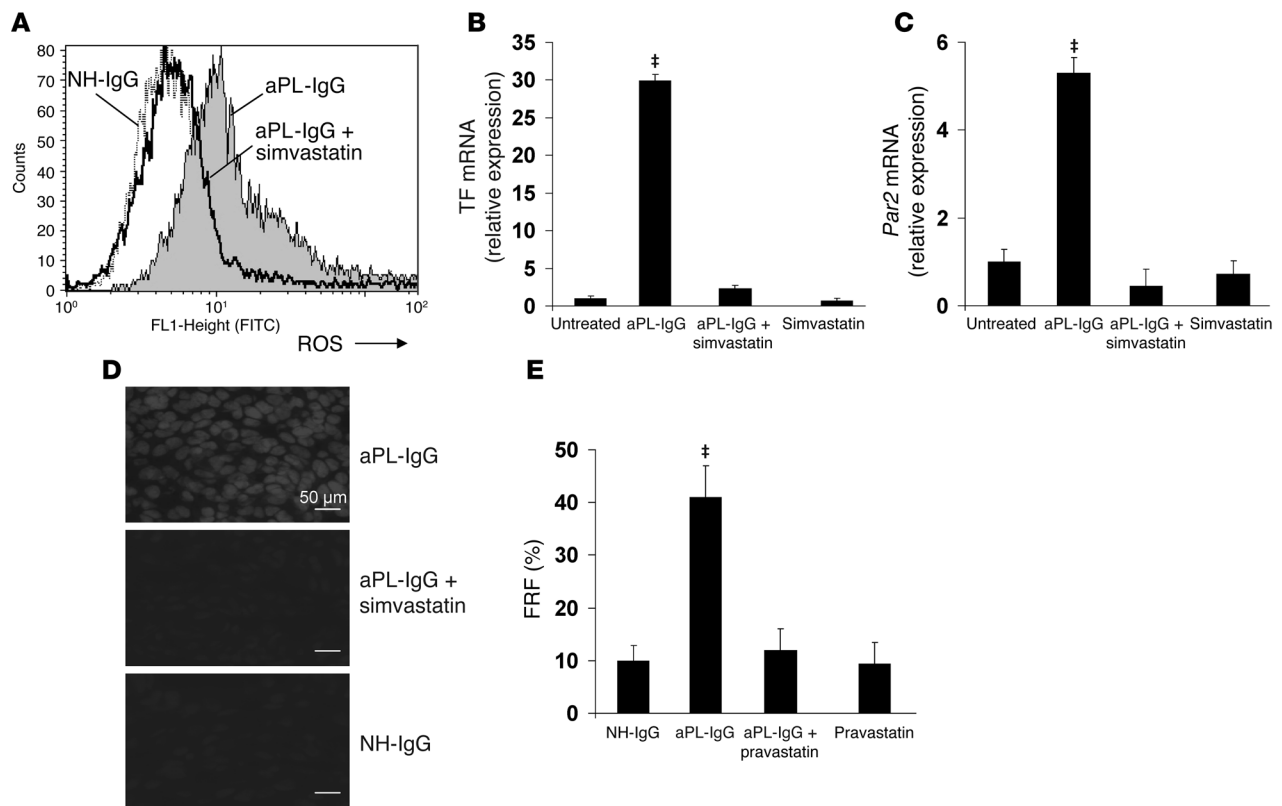 A
80
70
60
50
40
30
20
10
0
Counts
NH-IgG
aPL-IgG
aPL-IgG +
simvastatin
10⁰
10¹
10²
FL1-Height (FITC)
ROS
B
35
30
25
20
15
10
5
0
TF mRNA
(relative expression)
‡
Untreated
aPL-IgG
aPL-IgG +
simvastatin
Simvastatin
C
6
4
2
0
Par2 mRNA
(relative expression)
‡
Untreated
aPL-IgG
aPL-IgG +
simvastatin
Simvastatin
D
50 µm
aPL-IgG
aPL-IgG +
simvastatin
NH-IgG
E
50
40
30
20
10
0
FRF (%)
‡
NH-IgG
aPL-IgG
aPL-IgG +
pravastatin
Pravastatin